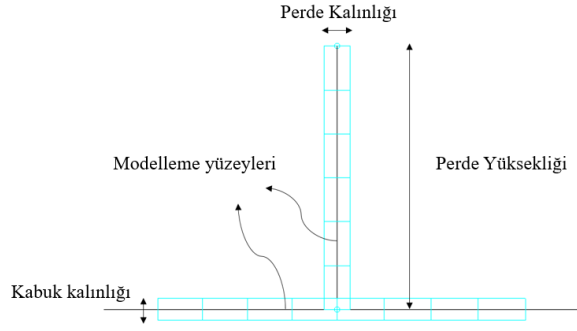 Perde Kalınlığı
Modelleme yüzeyleri
Perde Yüksekliği
Kabuk kalınlığı